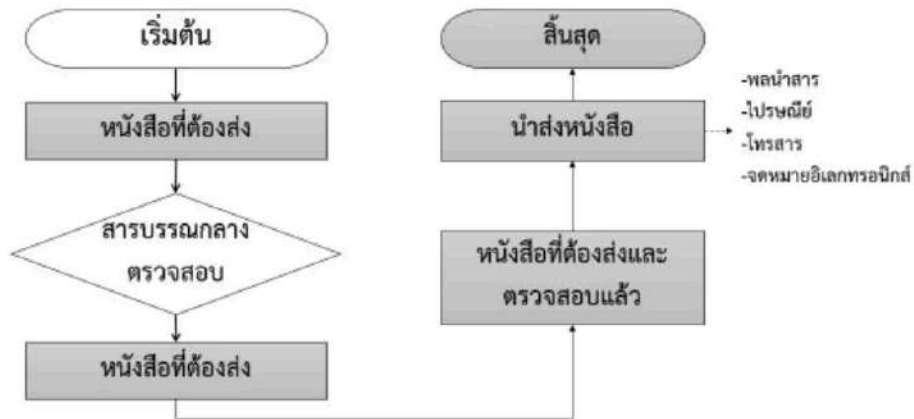 เริ่มต้น
หนังสือที่ต้องส่ง
สารบรรณกลาง
ตรวจสอบ
หนังสือที่ต้องส่ง
สิ้นสุด
นำส่งหนังสือ
-พลนำสาร
-ไปรษณีย์
-โทรสาร
-จดหมายอิเลกทรอนิกส์
หนังสือที่ต้องส่งและ
ตรวจสอบแล้ว